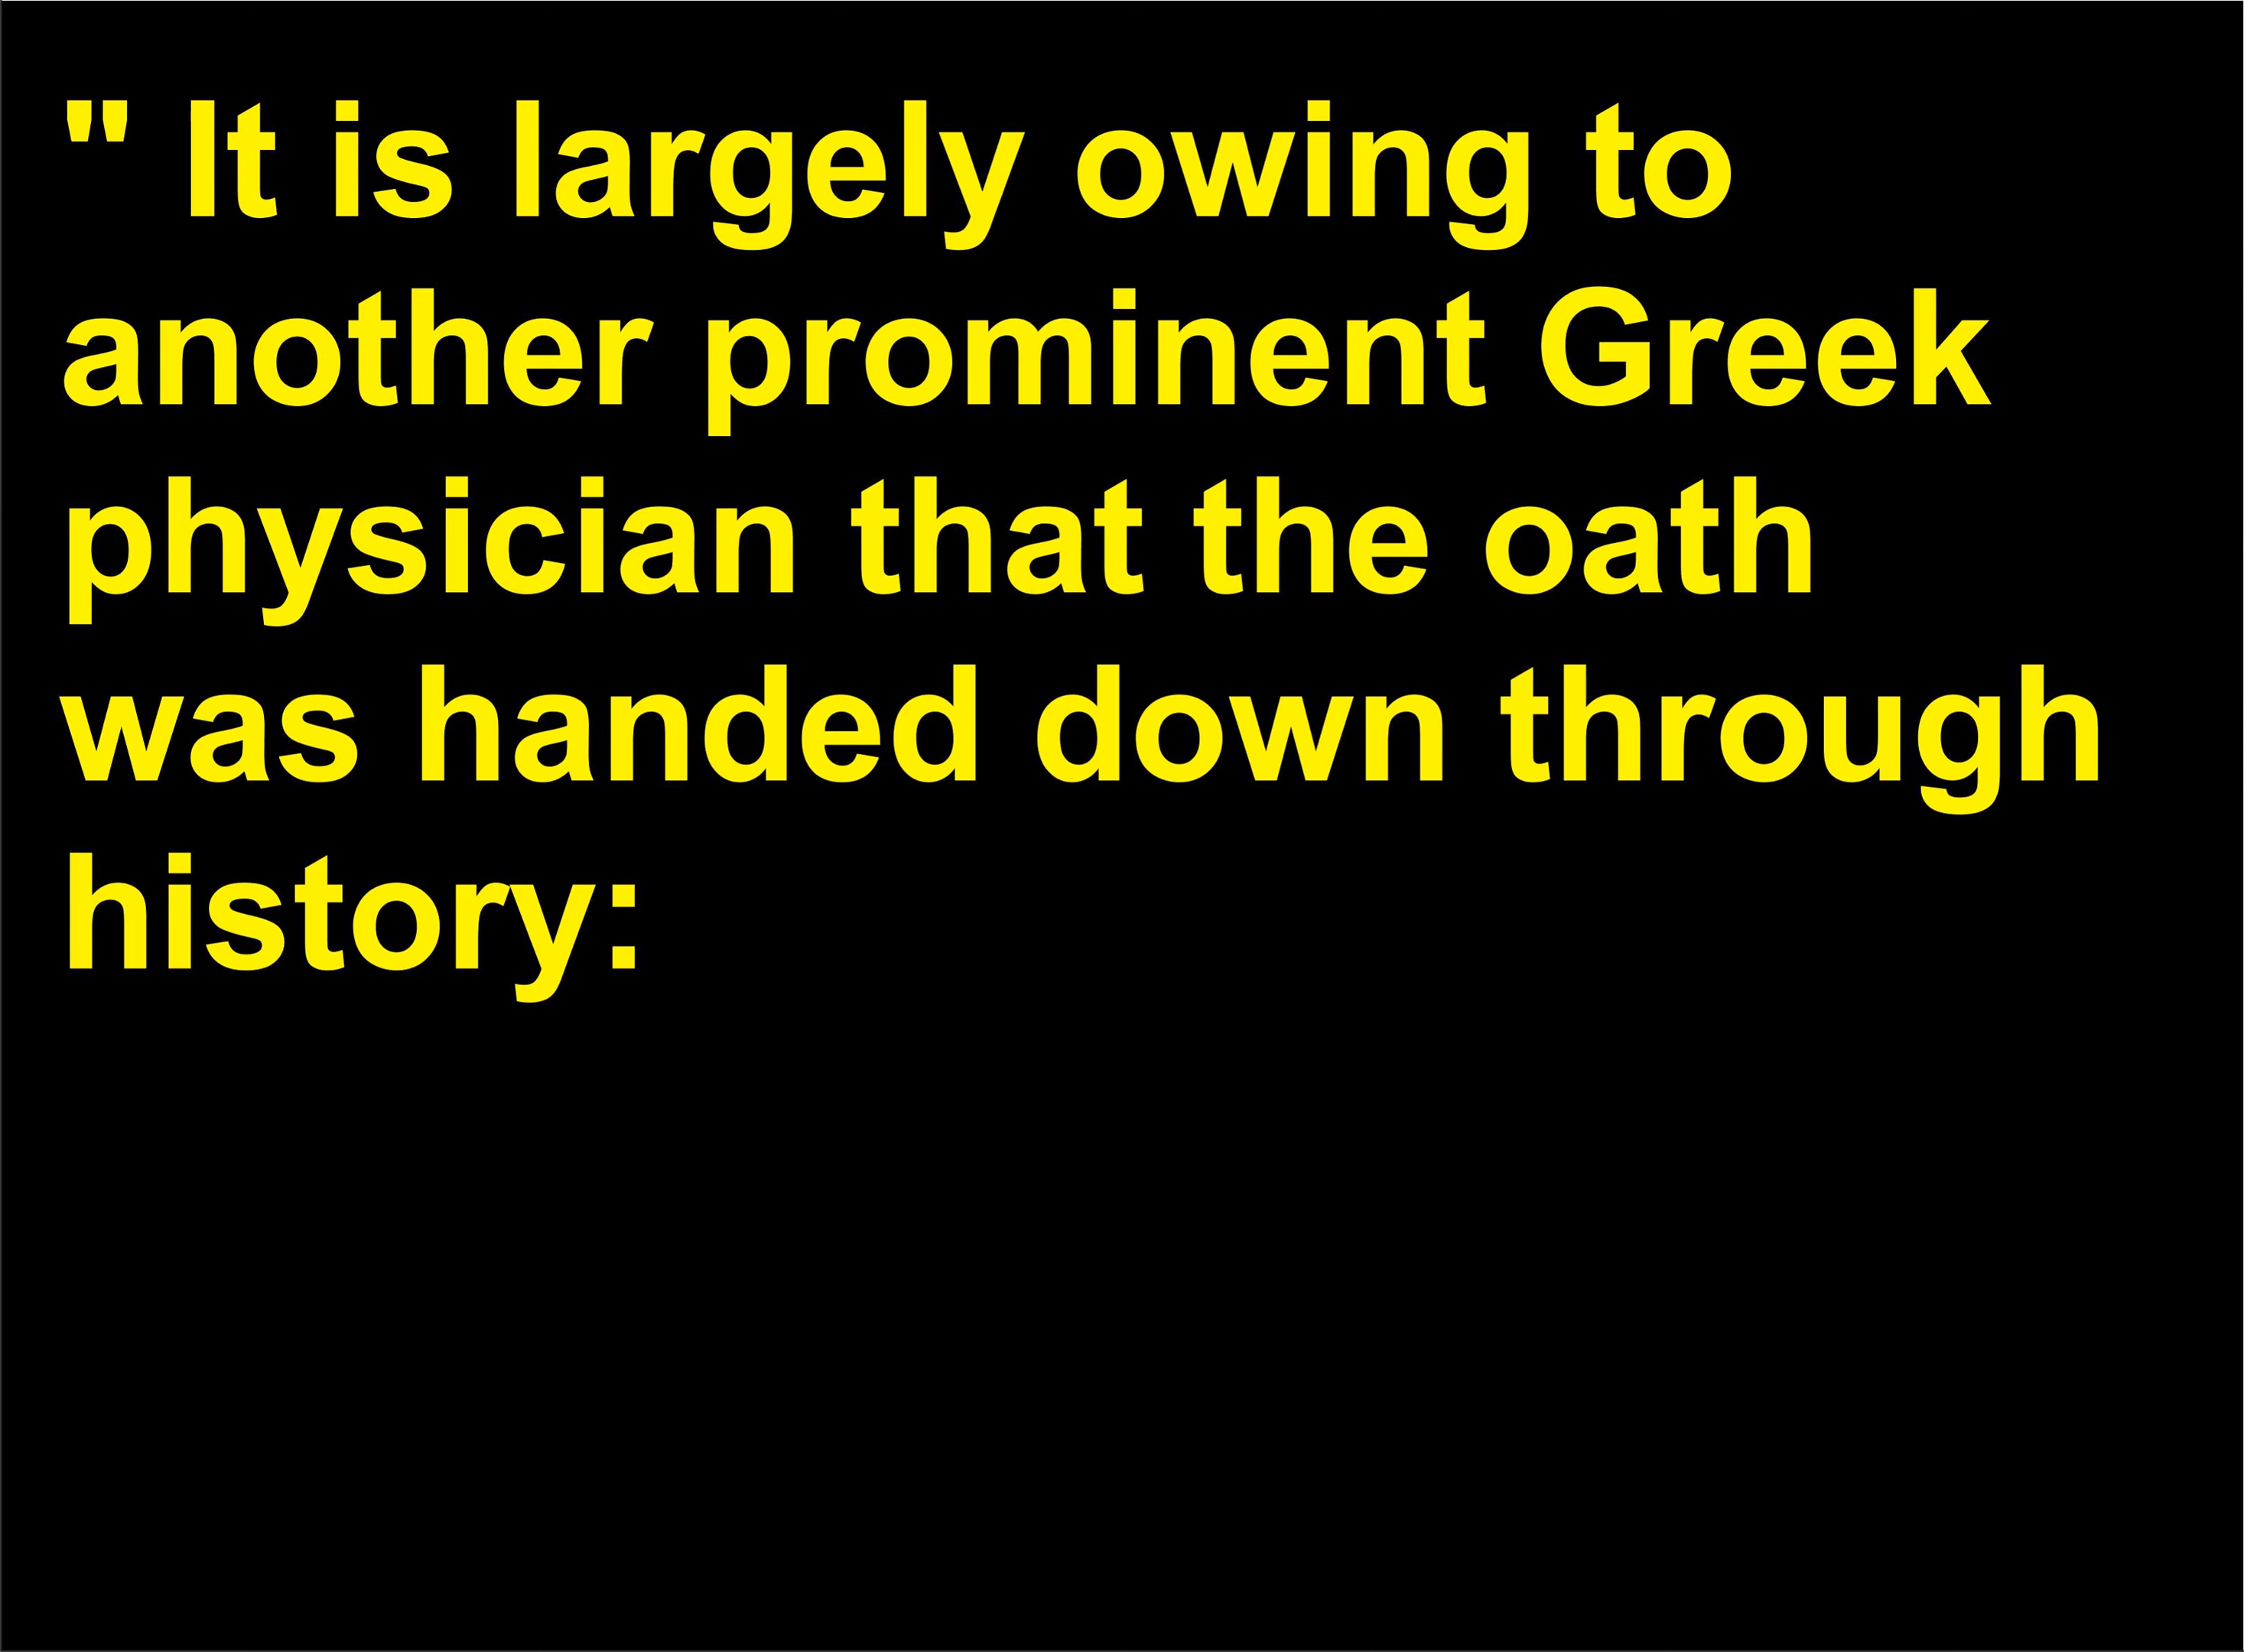 " It is largely owing to
another prominent Greek
physician that the oath
was handed down through
history: